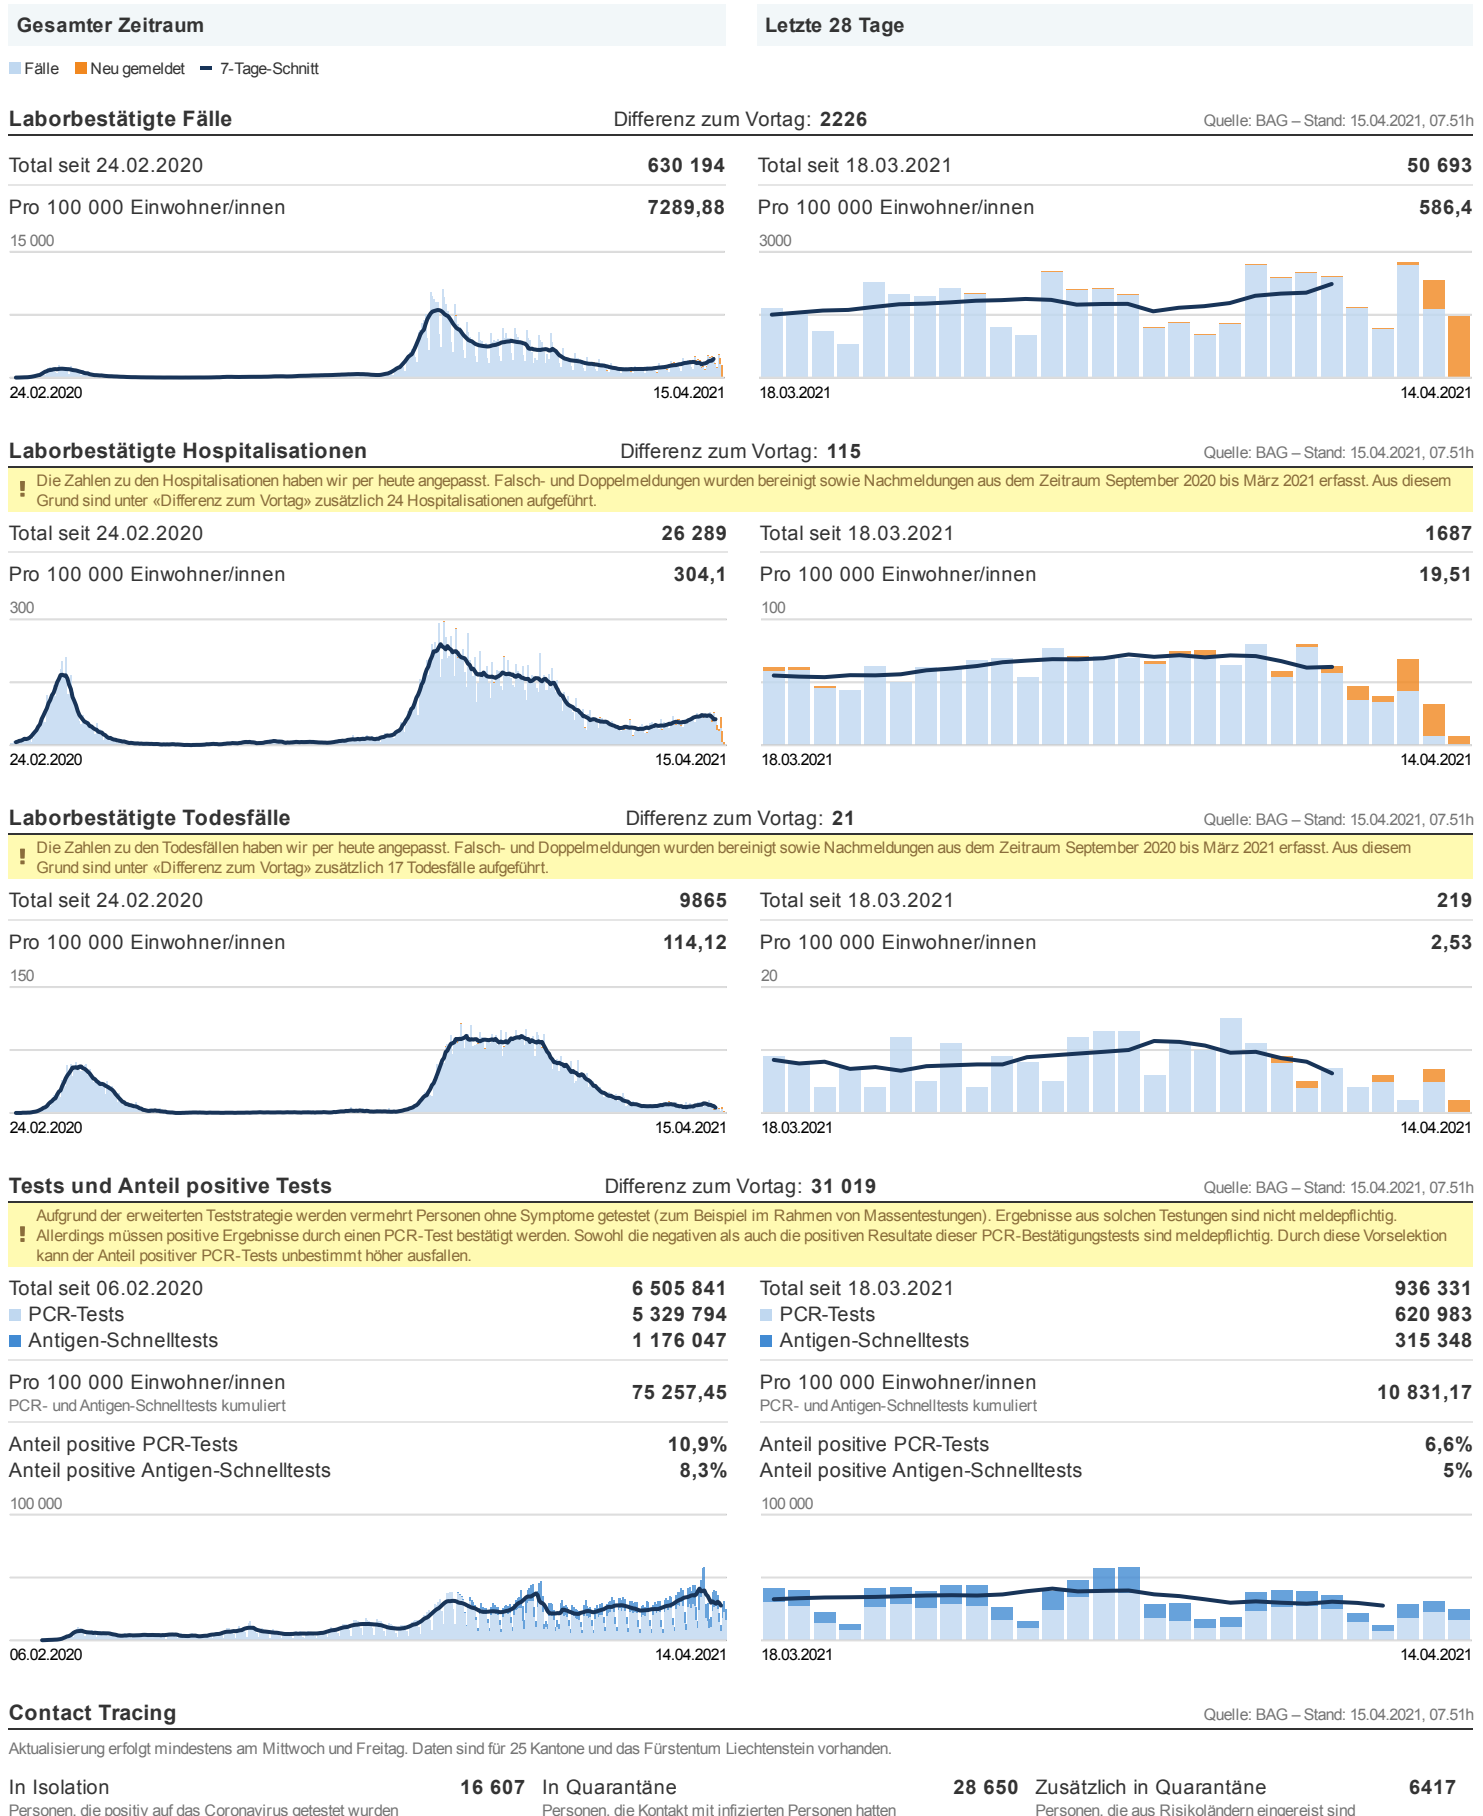 Gesamter Zeitraum
Letzte 28 Tage
Fälle Neu gemeldet 7-Tage-Schnitt
Laborbestätigte Fälle Differenz zum Vortag: 2226 Quelle: BAG – Stand: 15.04.2021, 07.51h
Total seit 24.02.2020 630 194
Total seit 18.03.2021 50 693
Pro 100 000 Einwohner/innen 7289,88
Pro 100 000 Einwohner/innen 586,4
15 000
3000
24.02.2020 15.04.2021
18.03.2021 14.04.2021
Laborbestätigte Hospitalisationen Differenz zum Vortag: 115 Quelle: BAG – Stand: 15.04.2021, 07.51h
! Die Zahlen zu den Hospitalisationen haben wir per heute angepasst. Falsch- und Doppelmeldungen wurden bereinigt sowie Nachmeldungen aus dem Zeitraum September 2020 bis März 2021 erfasst. Aus diesem
Grund sind unter «Differenz zum Vortag» zusätzlich 24 Hospitalisationen aufgeführt.
Total seit 24.02.2020 26 289
Total seit 18.03.2021 1687
Pro 100 000 Einwohner/innen 304,1
Pro 100 000 Einwohner/innen 19,51
300
100
24.02.2020 15.04.2021
18.03.2021 14.04.2021
Laborbestätigte Todesfälle Differenz zum Vortag: 21 Quelle: BAG – Stand: 15.04.2021, 07.51h
! Die Zahlen zu den Todesfällen haben wir per heute angepasst. Falsch- und Doppelmeldungen wurden bereinigt sowie Nachmeldungen aus dem Zeitraum September 2020 bis März 2021 erfasst. Aus diesem
Grund sind unter «Differenz zum Vortag» zusätzlich 17 Todesfälle aufgeführt.
Total seit 24.02.2020 9865
Total seit 18.03.2021 219
Pro 100 000 Einwohner/innen 114,12
Pro 100 000 Einwohner/innen 2,53
150
20
24.02.2020 15.04.2021
18.03.2021 14.04.2021
Tests und Anteil positive Tests Differenz zum Vortag: 31 019 Quelle: BAG – Stand: 15.04.2021, 07.51h
Aufgrund der erweiterten Teststrategie werden vermehrt Personen ohne Symptome getestet (zum Beispiel im Rahmen von Massentestungen). Ergebnisse aus solchen Testungen sind nicht meldepflichtig.
! Allerdings müssen positive Ergebnisse durch einen PCR-Test bestätigt werden. Sowohl die negativen als auch die positiven Resultate dieser PCR-Bestätigungstests sind meldepflichtig. Durch diese Vorselektion
kann der Anteil positiver PCR-Tests unbestimmt höher ausfallen.
Total seit 06.02.2020 6 505 841
PCR-Tests 5 329 794
Antigen-Schnelltests 1 176 047
Total seit 18.03.2021 936 331
PCR-Tests 620 983
Antigen-Schnelltests 315 348
Pro 100 000 Einwohner/innen 75 257,45
PCR- und Antigen-Schnelltests kumuliert
Pro 100 000 Einwohner/innen 10 831,17
PCR- und Antigen-Schnelltests kumuliert
Anteil positive PCR-Tests 10,9%
Anteil positive Antigen-Schnelltests 8,3%
Anteil positive PCR-Tests 6,6%
Anteil positive Antigen-Schnelltests 5%
100 000
100 000
06.02.2020 14.04.2021
18.03.2021 14.04.2021
Contact Tracing Quelle: BAG – Stand: 15.04.2021, 07.51h
Aktualisierung erfolgt mindestens am Mittwoch und Freitag. Daten sind für 25 Kantone und das Fürstentum Liechtenstein vorhanden.
In Isolation 16 607 In Quarantäne 28 650 Zusätzlich in Quarantäne 6417
Personen, die positiv auf das Coronavirus getestet wurden Personen, die Kontakt mit infizierten Personen hatten Personen, die aus Risikoländern eingereist sind